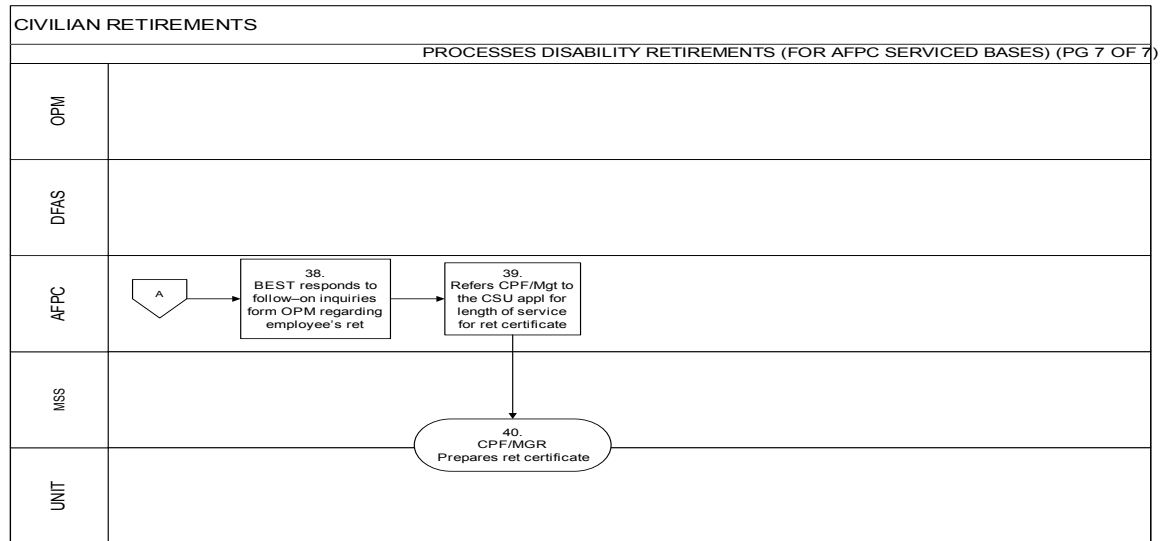 CIVILIAN RETIREMENTS
PROCESSES DISABILITY RETIREMENTS (FOR AFPC SERVICED BASES) (PG 7 OF 7)
OPM
DFAS
AFPC
A
38.
BEST responds to
follow–on inquiries
form OPM regarding
employee's ret
39.
Refers CPF/Mgt to
the CSU appl for
length of service
for ret certificate
MSS
40.
CPF/MGR
Prepares ret certificate
UNIT